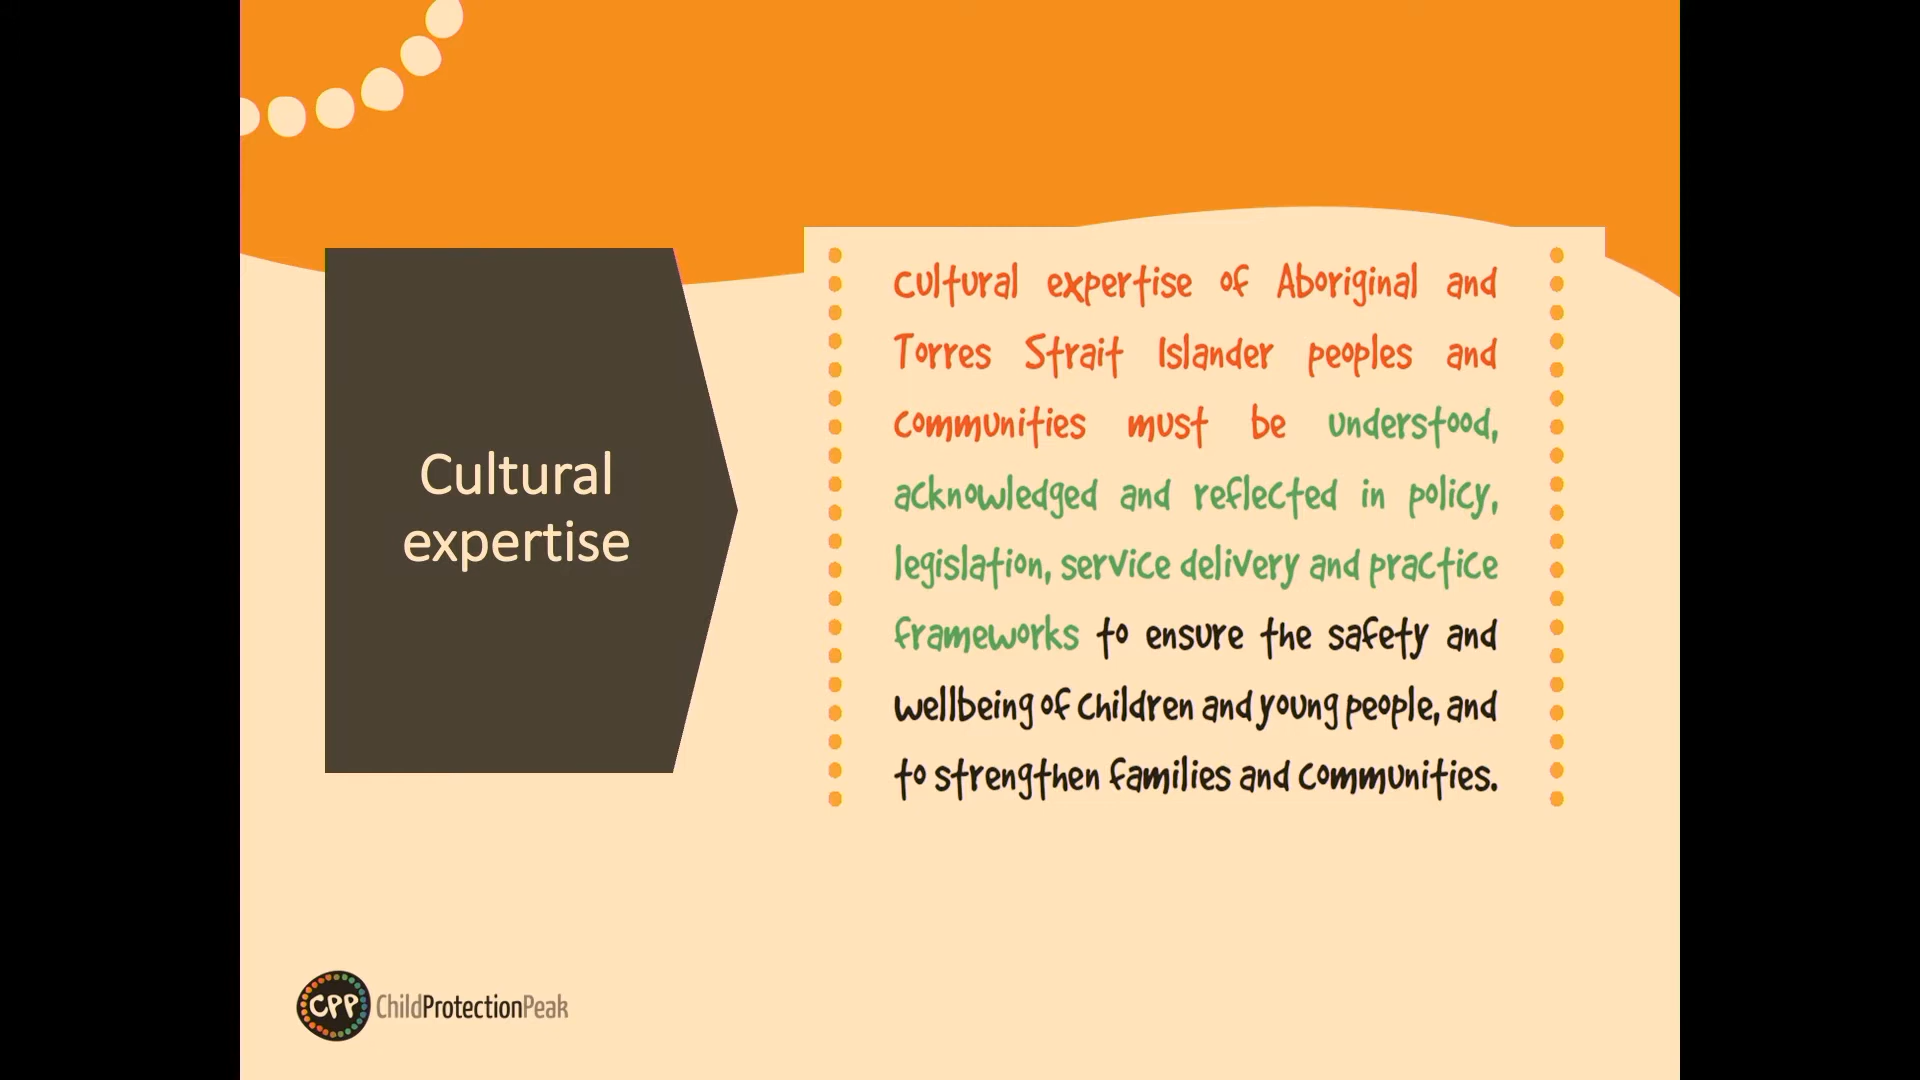 Cultural
expertise
Cultural expertise of Aboriginal and
Torres Strait Islander peoples and
communities must be understood,
acknowledged and reflected in policy,
legislation, service delivery and practice
frameworks to ensure the safety and
wellbeing of children and young people, and
to strengthen families and communities.
CPP ChildProtectionPeak